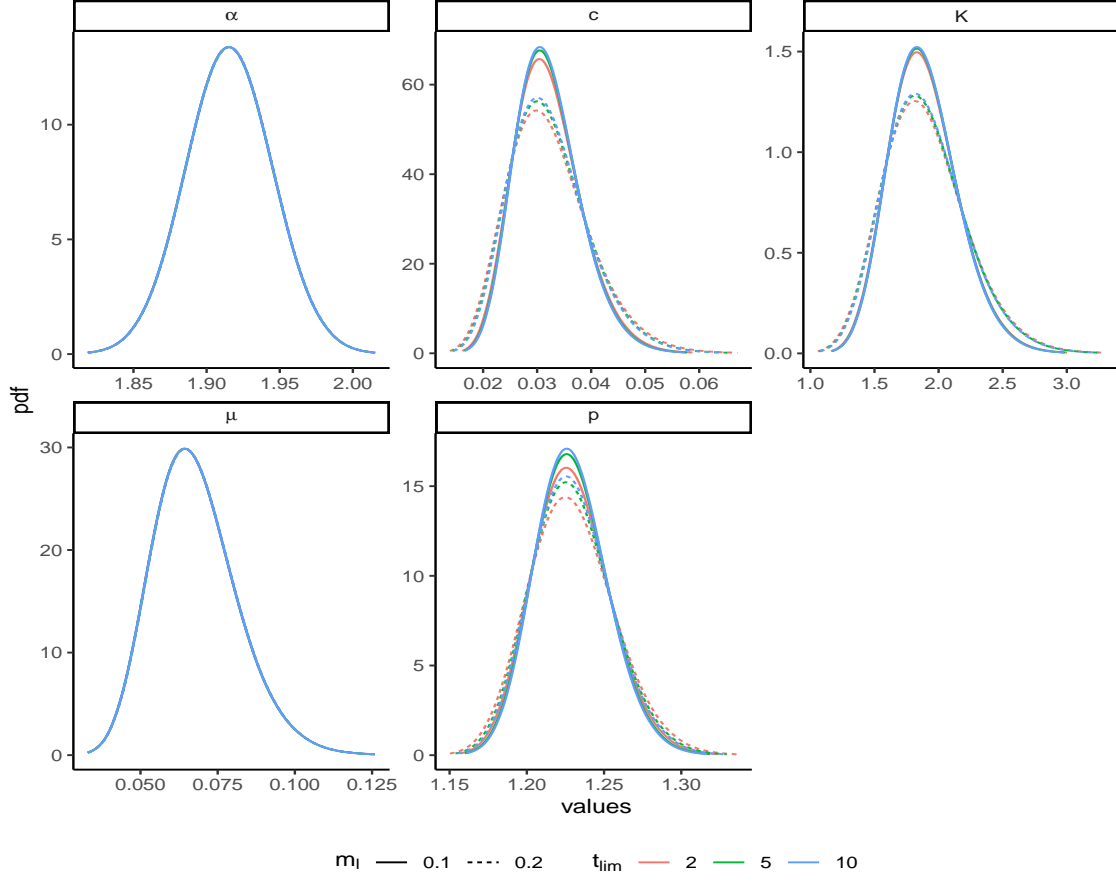 α c K
15 60 40 20 0
10 5 0
1.5 1.0 0.5 0.0
1.85 1.90 1.95 2.00
0.02 0.03 0.04 0.05 0.06
1.0 1.5 2.0 2.5 3.0
pdf
μ p
30 20 10 0
15 10 5 0
0.050 0.075 0.100 0.125
1.15 1.20 1.25 1.30
values
m_l 0.1 0.2 t_lim 2 5 10